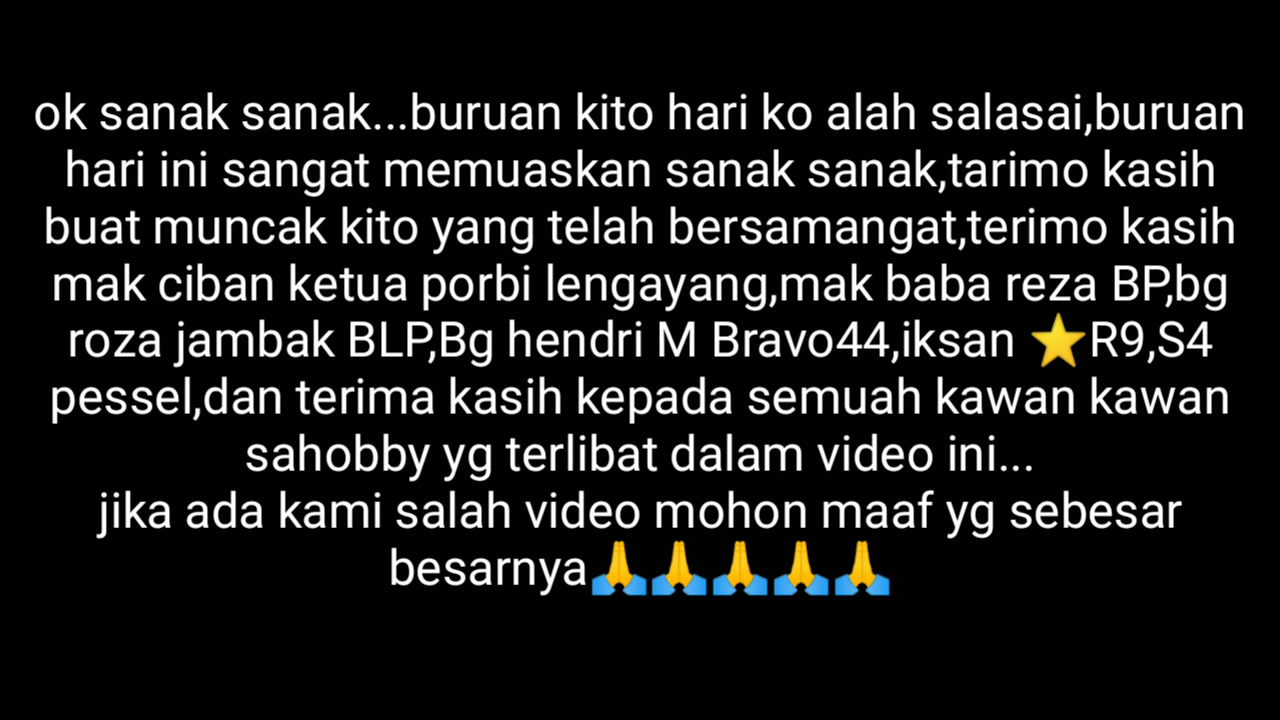 ok sanak sanak...buruan kito hari ko alah salasai,buruan
hari ini sangat memuaskan sanak sanak,tarimo kasih
buat muncak kito yang telah bersamangat,terimo kasih
mak ciban ketua porbi lengayang,mak baba reza BP,bg
roza jambak BLP,Bg hendri M Bravo44,iksan ⭐R9,S4
pessel,dan terima kasih kepada semuah kawan kawan
sahobby yg terlibat dalam video ini...
jika ada kami salah video mohon maaf yg sebesar
besarnya🙏🙏🙏🙏🙏